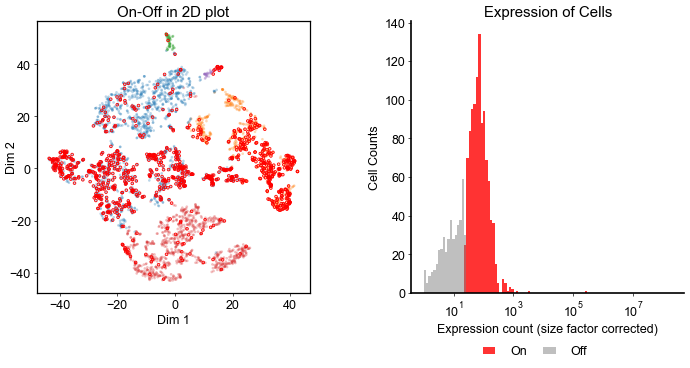 On-Off in 2D plot
Dim 2
40
20
0
−20
−40
−40 −20 0 20 40
Dim 1
Expression of Cells
Cell Counts
140
120
100
80
60
40
20
0
10^1 10^3 10^5 10^7
Expression count (size factor corrected)
On Off